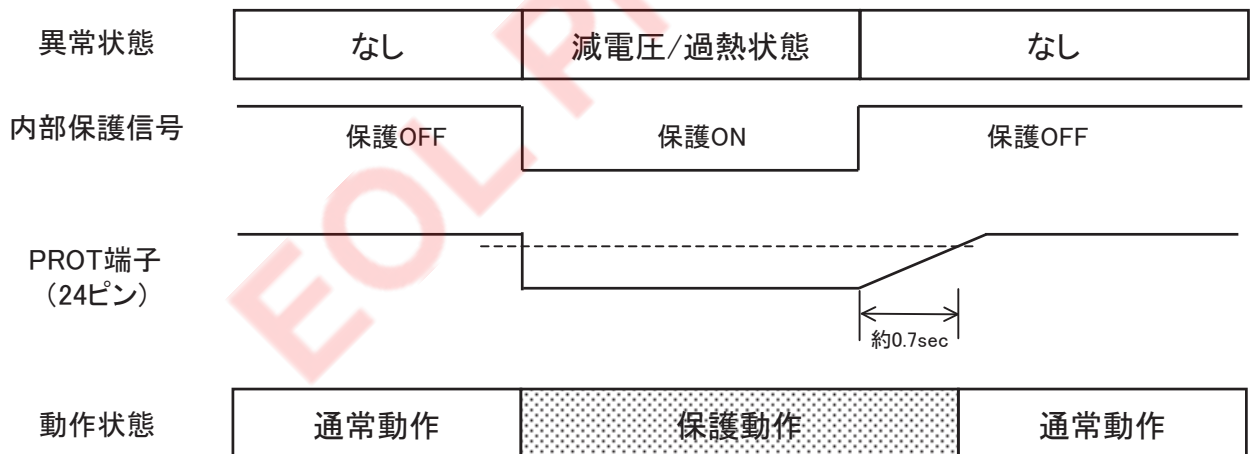 異常状態 なし 減電圧/過熱状態 なし
内部保護信号 保護OFF 保護ON 保護OFF
PROT端子
(24ピン)
約0.7sec
動作状態 通常動作 保護動作 通常動作
EOL P